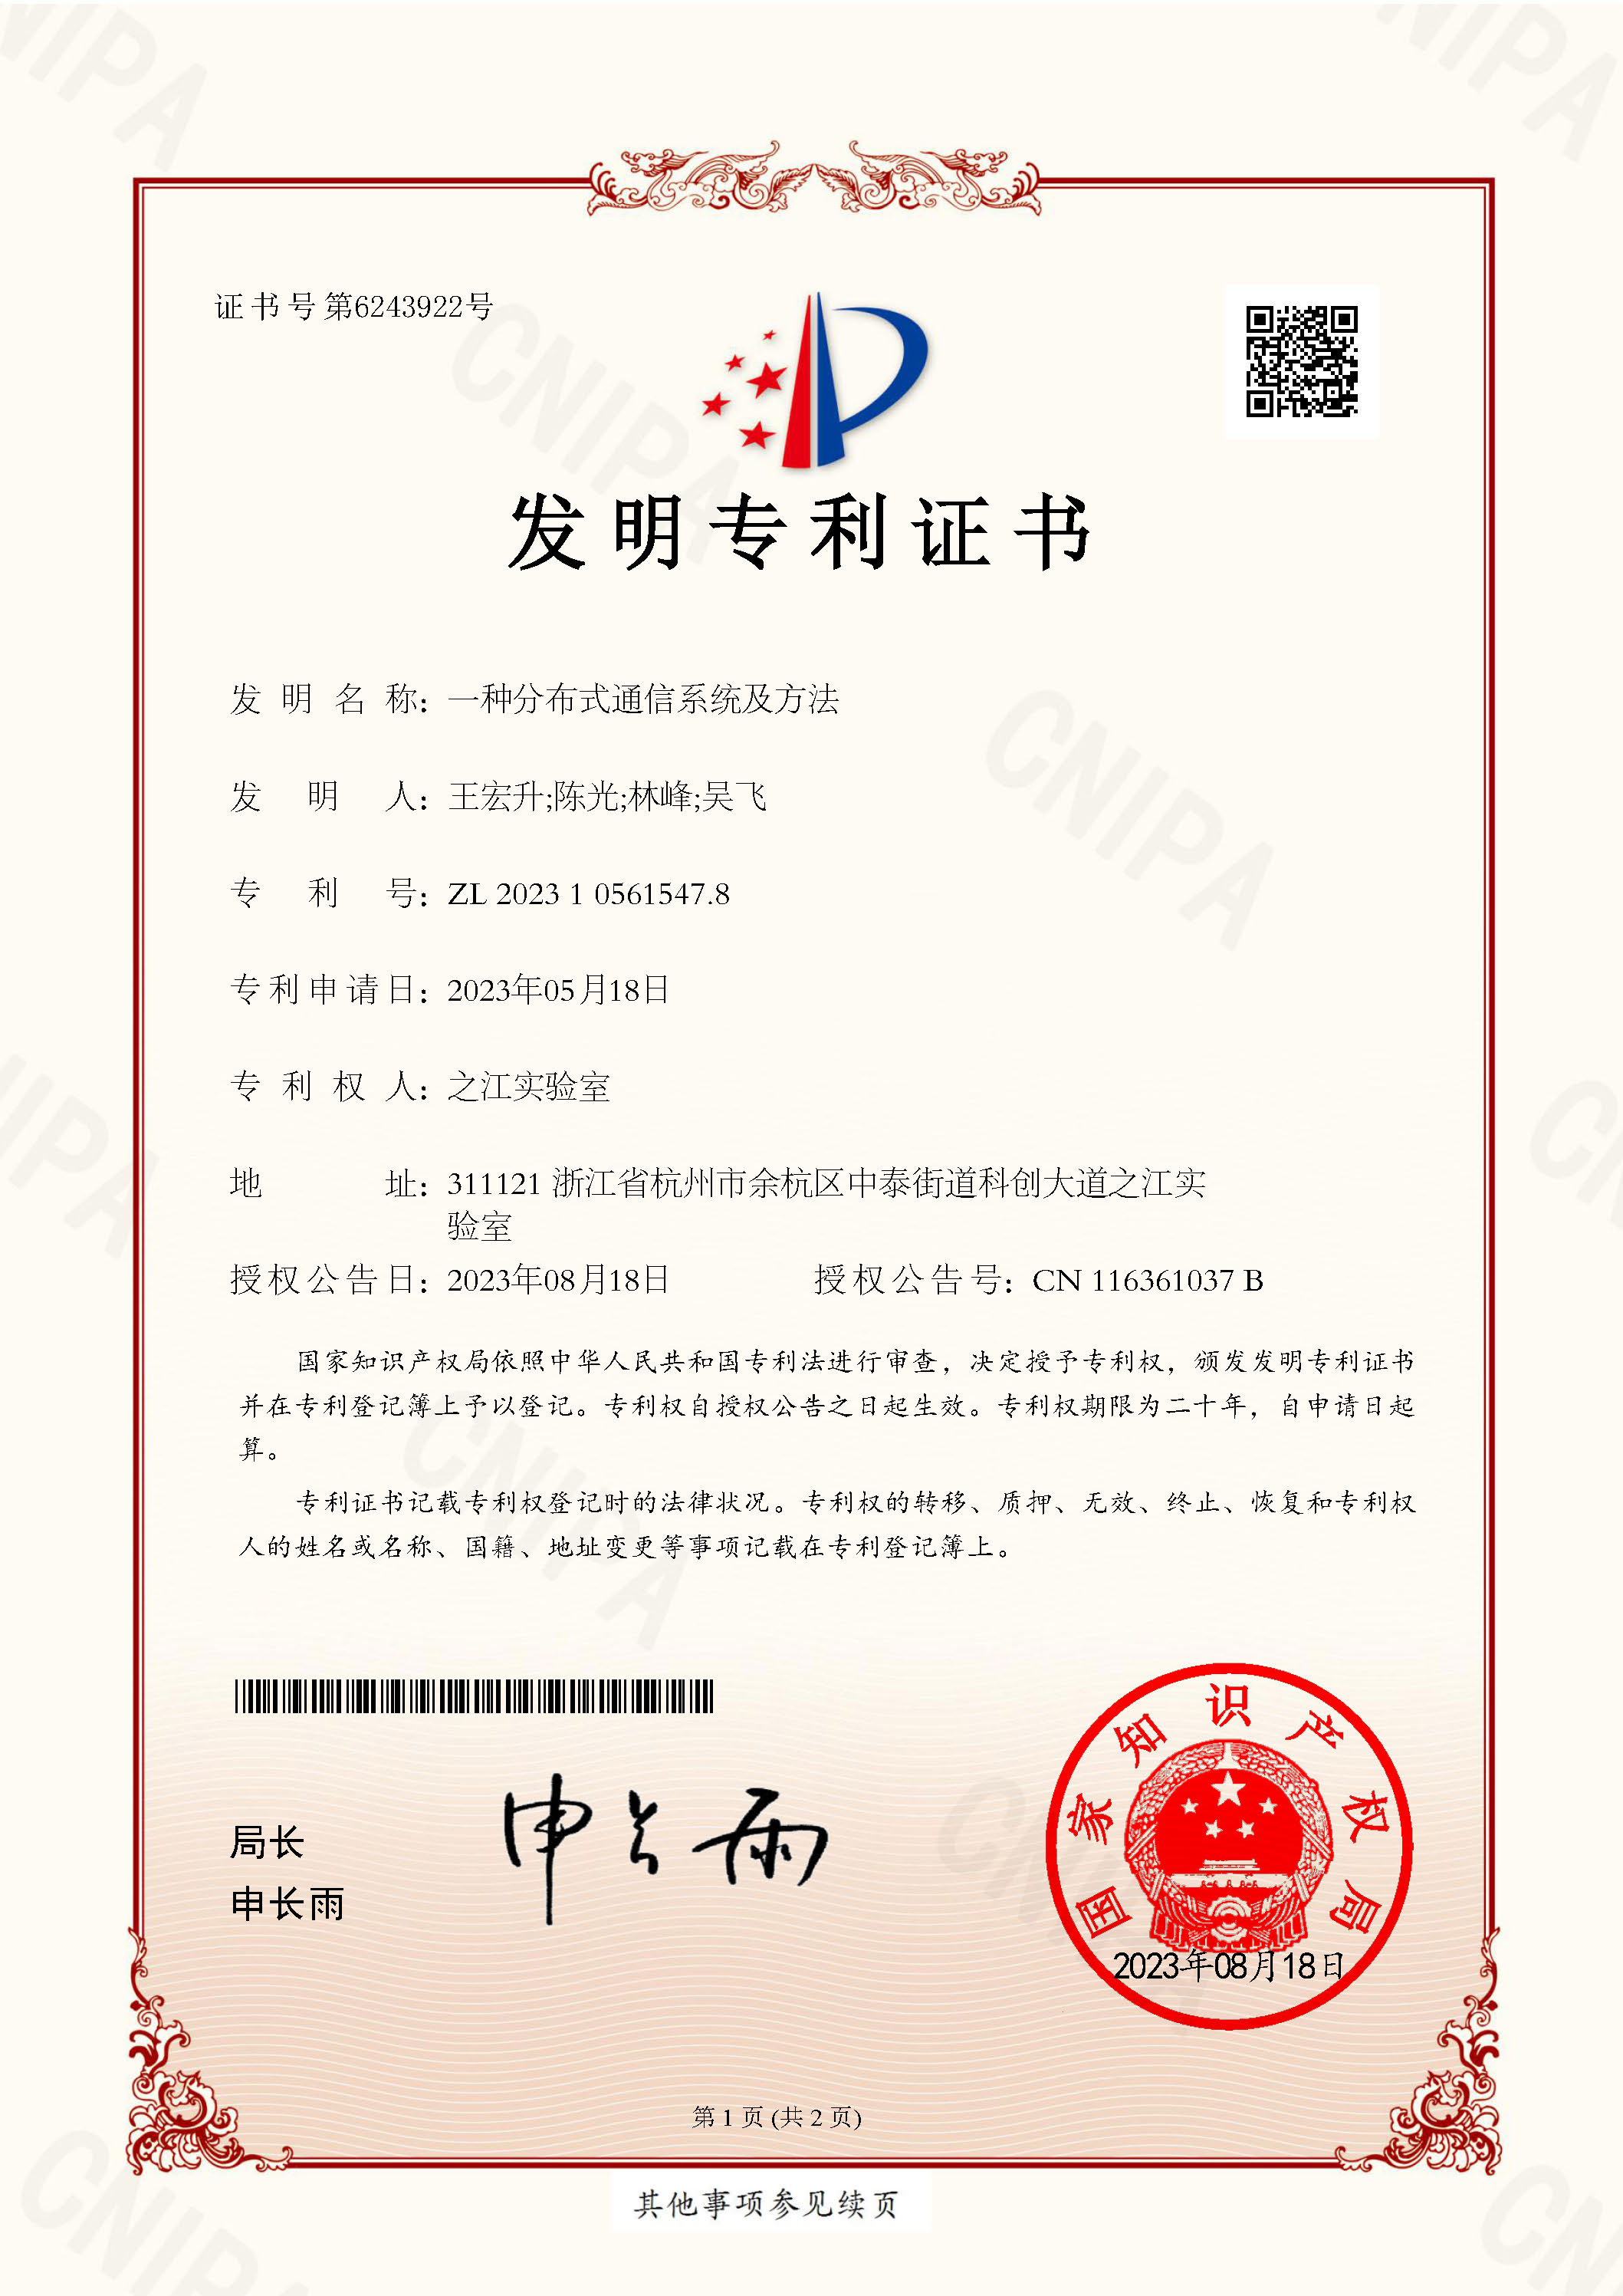 证书号第6243922号
发明专利证书
发明名称：一种分布式通信系统及方法
发明人：王宏升;陈光;林峰;吴飞
专利号：ZL 2023 1 0561547.8
专利申请日：2023年05月18日
专利权人：之江实验室
地址：311121 浙江省杭州市余杭区中泰街道科创大道之江实
验室
授权公告日：2023年08月18日 授权公告号：CN 116361037 B
国家知识产权局依照中华人民共和国专利法进行审查，决定授予专利权，颁发发明专利证书
并在专利登记簿上予以登记。专利权自授权公告之日起生效。专利权期限为二十年，自申请日起
算。
专利证书记载专利权登记时的法律状况。专利权的转移、质押、无效、终止、恢复和专利权
人的姓名或名称、国籍、地址变更等事项记载在专利登记簿上。
局长
申长雨
申长雨
国家知识产权局
2023年08月18日
第 1 页 (共 2 页)
其他事项参见续页
CNIPA
CNIPA
CNIPA
CNIPA
CNIPA
CNIPA